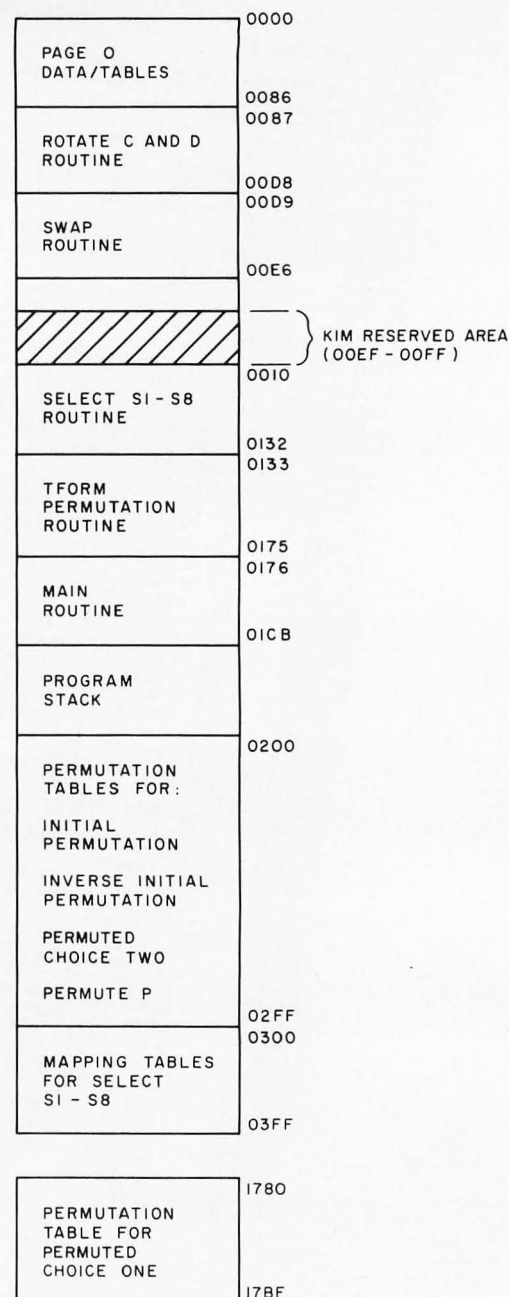 0000
PAGE 0
DATA/TABLES
0086
0087
ROTATE C AND D
ROUTINE
00D8
00D9
SWAP
ROUTINE
00E6
KIM RESERVED AREA
(00EF-00FF)
0010
SELECT S1-S8
ROUTINE
0132
0133
TFORM
PERMUTATION
ROUTINE
0175
0176
MAIN
ROUTINE
01CB
PROGRAM
STACK
0200
PERMUTATION
TABLES FOR:
INITIAL
PERMUTATION
INVERSE INITIAL
PERMUTATION
PERMUTED
CHOICE TWO
PERMUTE P
02FF
0300
MAPPING TABLES
FOR SELECT
S1-S8
03FF
1780
PERMUTATION
TABLE FOR
PERMUTED
CHOICE ONE
17BF